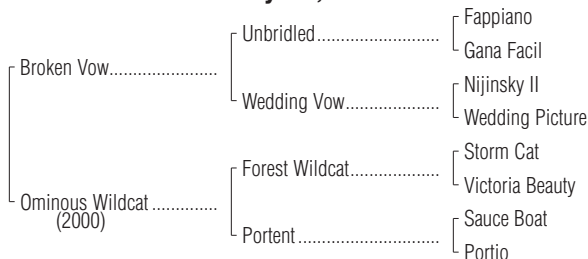 Fappiano
Unbridled
Gana Facil
Broken Vow
Nijinsky II
Wedding Vow
Wedding Picture
Storm Cat
Forest Wildcat
Victoria Beauty
Ominous Wildcat
(2000)
Sauce Boat
Portent
Portio